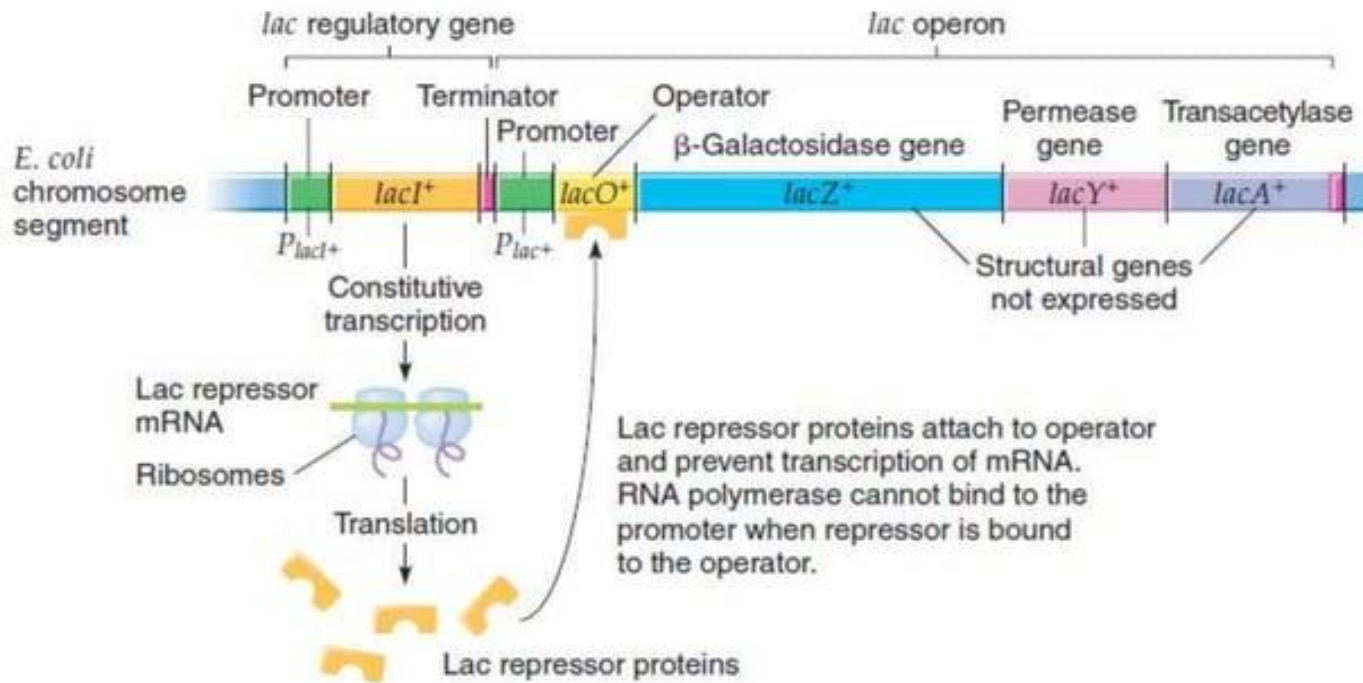 lac regulatory gene
lac operon
Promoter
Terminator
Promoter
Operator
β-Galactosidase gene
Permease
gene
Transacetylase
gene
E. coli
chromosome
segment
lacI+
lacO+
lacZ+
lacY+
lacA+
PlacI+
Plac+
Structural genes
not expressed
Constitutive
transcription
Lac repressor
mRNA
Ribosomes
Translation
Lac repressor proteins attach to operator
and prevent transcription of mRNA.
RNA polymerase cannot bind to the
promoter when repressor is bound
to the operator.
Lac repressor proteins